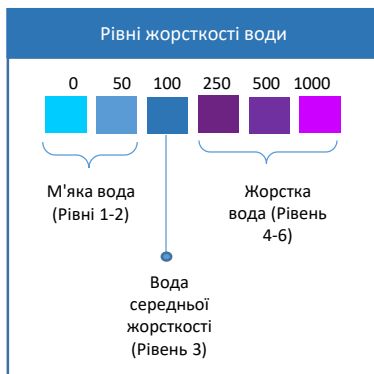 Рівні жорсткості води
0 50 100 250 500 1000
М'яка вода
(Рівні 1-2)
Жорстка
вода (Рівень
4-6)
Вода
середньої
жорсткості
(Рівень 3)